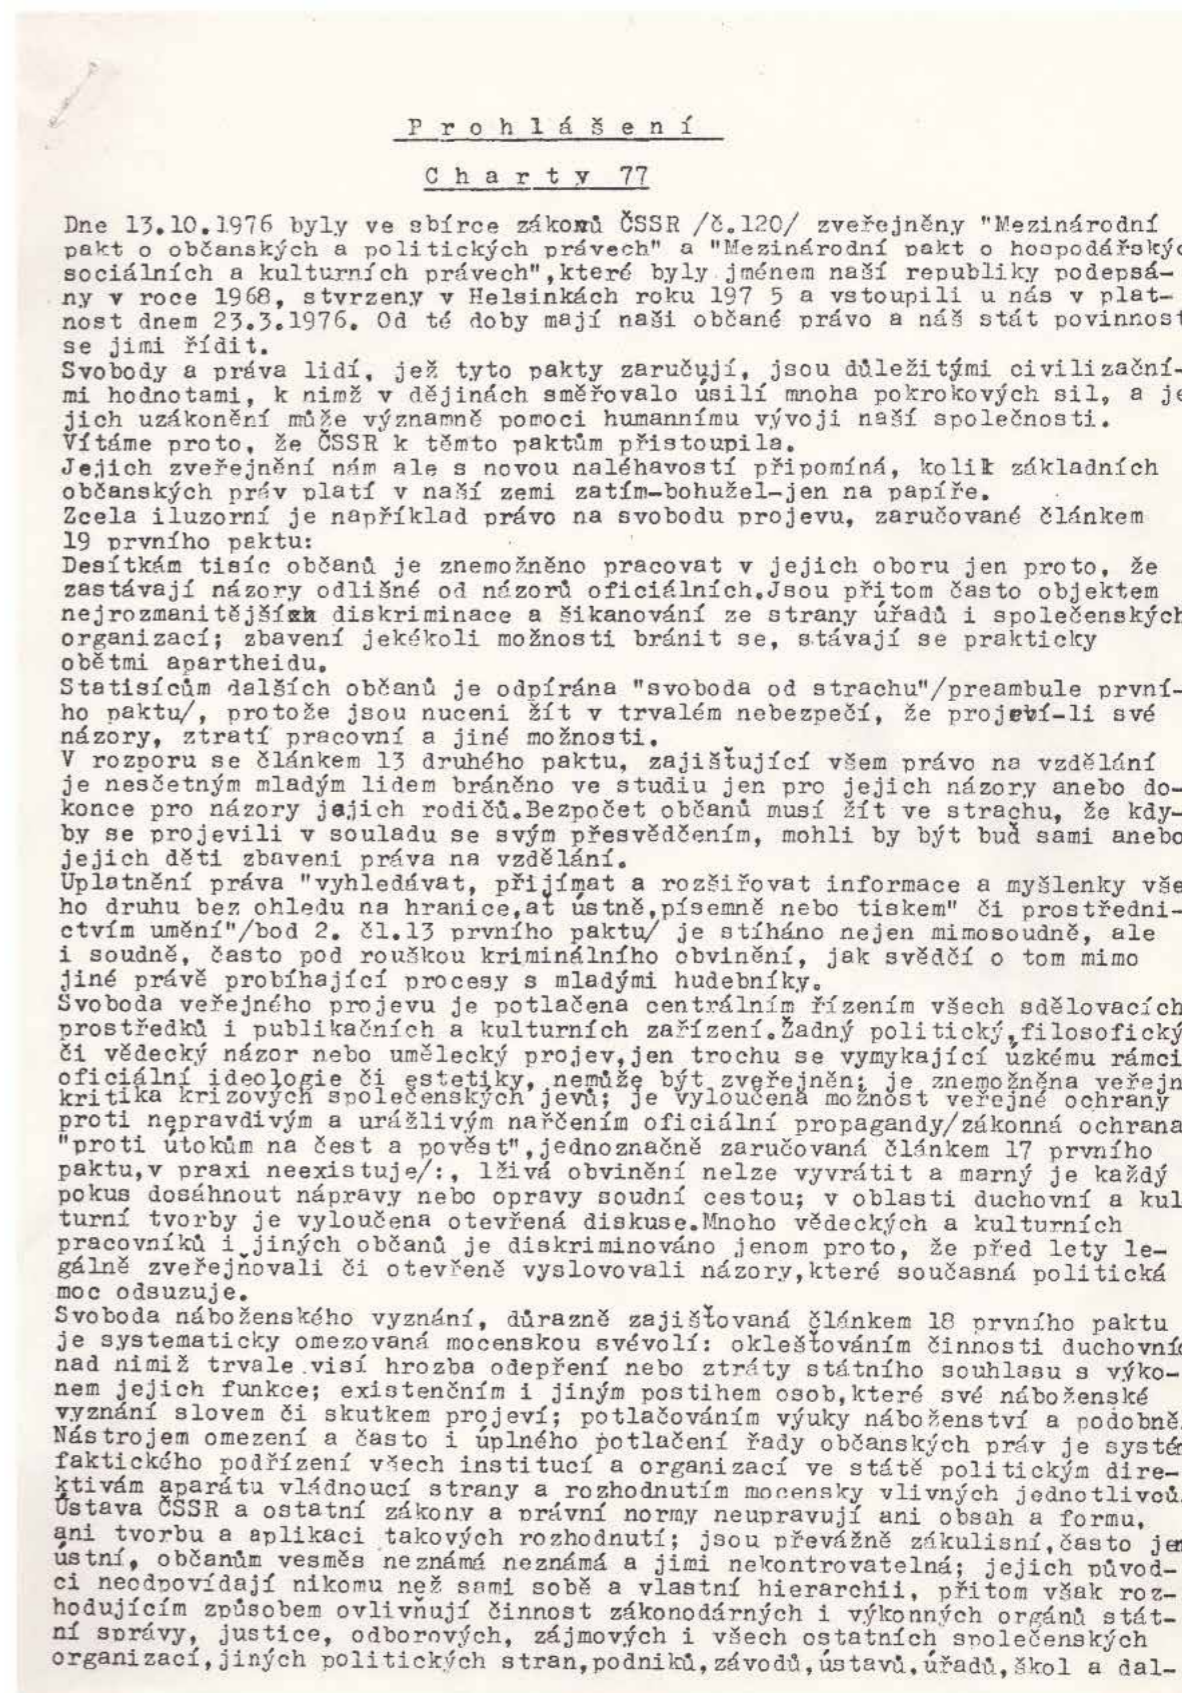 P r o h l á š e n í
C h a r t y 77
Dne 13.10.1976 byly ve sbírce zákonů ČSSR /č.120/ zveřejněny "Mezinárodní
pakt o občanských a politických právech" a "Mezinárodní pakt o hospodářskýc
sociálních a kulturních právech",které byly jménem naší republiky podepsá-
ny v roce 1968, stvrzeny v Helsinkách roku 197 5 a vstoupili u nás v plat-
nost dnem 23.3.1976. Od té doby mají naši občané právo a náš stát povinnost
se jimi řídit.
Svobody a práva lidí, jež tyto pakty zaručují, jsou důležitými civilizační-
mi hodnotami, k nimž v dějinách směřovalo úsilí mnoha pokrokových sil, a je
jich uzákonění může významně pomoci humannímu vývoji naší společnosti.
Vítáme proto, že ČSSR k těmto paktům přistoupila.
Jejich zveřejnění nám ale s novou naléhavostí připomíná, kolik základních
občanských práv platí v naší zemi zatím-bohužel-jen na papíře.
Zcela iluzorní je například právo na svobodu projevu, zaručované článkem
19 prvního paktu:
Desítkám tisíc občanů je znemožněno pracovat v jejich oboru jen proto, že
zastávají názory odlišné od názorů oficiálních.Jsou přitom často objektem
nejrozmanitější diskriminace a šikanování ze strany úřadů i společenských
organizací; zbavení jekékoli možnosti bránit se, stávají se prakticky
obětmi apartheidu.
Statisícům dalších občanů je odpírána "svoboda od strachu"/preambule první-
ho paktu/, protože jsou nuceni žít v trvalém nebezpečí, že projeví-li své
názory, ztratí pracovní a jiné možnosti.
V rozporu se článkem 13 druhého paktu, zajišťující všem právo na vzdělání
je nesčetným mladým lidem bráněno ve studiu jen pro jejich názory anebo do-
konce pro názory jejich rodičů.Bezpočet občanů musí žít ve strachu, že kdy-
by se projevili v souladu se svým přesvědčením, mohli by být buď sami anebo
jejich děti zbaveni práva na vzdělání.
Uplatnění práva "vyhledávat, přijímat a rozšiřovat informace a myšlenky vše
ho druhu bez ohledu na hranice,ať ústně,písemně nebo tiskem" či prostředni-
ctvím umění"/bod 2. čl.13 prvního paktu/ je stíháno nejen mimosoudně, ale
i soudně, často pod rouškou kriminálního obvinění, jak svědčí o tom mimo
jiné právě probíhající procesy s mladými hudebníky.
Svoboda veřejného projevu je potlačena centrálním řízením všech sdělovacích
prostředků i publikačních a kulturních zařízení.Žadný politický,filosofický
či vědecký názor nebo umělecký projev,jen trochu se vymykající úzkému rámci
oficiální ideologie či estetiky, nemůže být zveřejněn; je znemožněna veřejn
kritika krizových společenských jevů; je vyloučena možnost veřejné ochrany
proti nepravdivým a urážlivým nařčením oficiální propagandy/zákonná ochrana
"proti útokům na čest a pověst",jednoznačně zaručovaná článkem 17 prvního
paktu,v praxi neexistuje/:, lživá obvinění nelze vyvrátit a marný je každý
pokus dosáhnout nápravy nebo opravy soudní cestou; v oblasti duchovní a kul
turní tvorby je vyloučena otevřená diskuse.Mnoho vědeckých a kulturních
pracovníků i jiných občanů je diskriminováno jenom proto, že před lety le-
gálně zveřejňovali či otevřeně vyslovovali názory,které současná politická
moc odsuzuje.
Svoboda náboženského vyznání, důrazně zajišťovaná článkem 18 prvního paktu
je systematicky omezovaná mocenskou svévolí: oklešťováním činnosti duchovníc
nad nimiž trvale visí hrozba odepření nebo ztráty státního souhlasu s výko-
nem jejich funkce; existenčním i jiným postihem osob,které své náboženské
vyznání slovem či skutkem projeví; potlačováním výuky náboženství a podobně.
Nástrojem omezení a často i úplného potlačení řady občanských práv je systém
faktického podřízení všech institucí a organizací ve státě politickým dire-
ktivám aparátu vládnoucí strany a rozhodnutím mocensky vlivných jednotlivců.
Ústava ČSSR a ostatní zákony a právní normy neupravují ani obsah a formu,
ani tvorbu a aplikaci takových rozhodnutí; jsou převážně zákulisní,často jen
ústní, občanům vesměs neznámá neznámá a jimi nekontrovatelná; jejich původ-
ci neodpovídají nikomu než sami sobě a vlastní hierarchii, přitom však roz-
hodujícím způsobem ovlivňují činnost zákonodárných i výkonných orgánů stát-
ní správy, justice, odborových, zájmových i všech ostatních společenských
organizací,jiných politických stran,podniků,závodů,ústavů,úřadů,škol a dal-